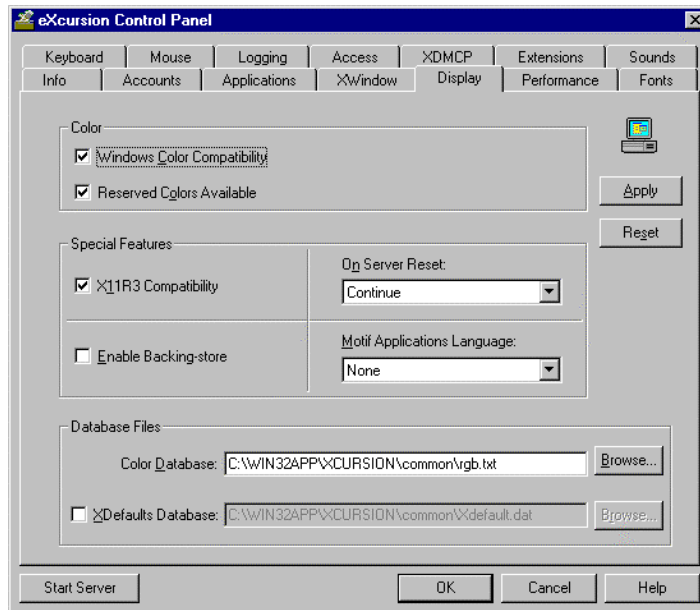 eXcursion Control Panel
Keyboard Mouse Logging Access XDMCP Extensions Sounds
Info Accounts Applications XWindow Display Performance Fonts
Color
Windows Color Compatibility
Reserved Colors Available
Apply
Reset
Special Features
X11R3 Compatibility
On Server Reset:
Continue
Enable Backing-store
Motif Applications Language:
None
Database Files
Color Database: C:\WIN32APP\XCURSION\common\rgb.txt Browse...
XDefaults Database: C:\WIN32APP\XCURSION\common\Xdefault.dat Browse...
Start Server OK Cancel Help